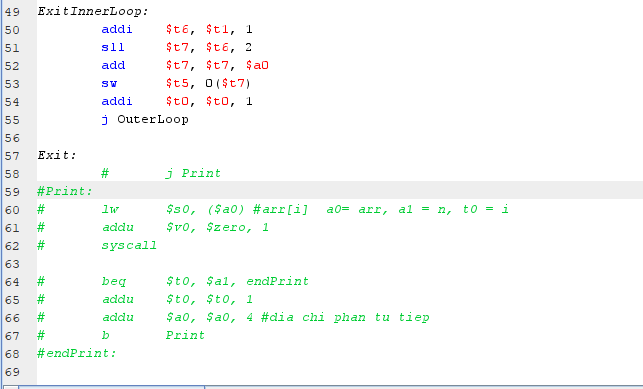 49 ExitInnerLoop:
50 addi $t6, $t1, 1
51 sll $t7, $t6, 2
52 add $t7, $t7, $a0
53 sw $t5, 0($t7)
54 addi $t0, $t0, 1
55 j OuterLoop
56
57 Exit:
58 # j Print
59 #Print:
60 # lw $s0, ($a0) #arr[i] a0= arr, a1 = n, t0 = i
61 # addu $v0, $zero, 1
62 # syscall
63
64 # beq $t0, $a1, endPrint
65 # addu $t0, $t0, 1
66 # addu $a0, $a0, 4 #dia chi phan tu tiep
67 # b Print
68 #endPrint:
69